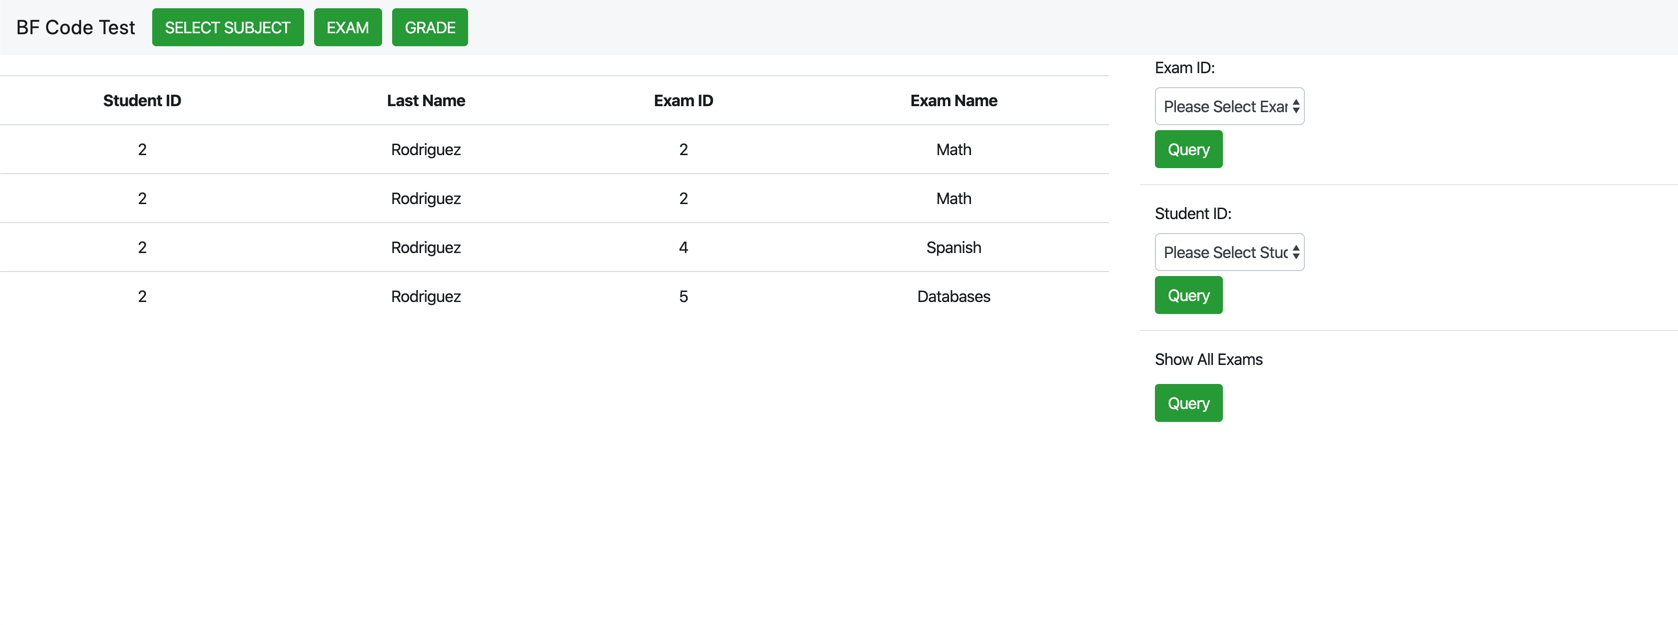 BF Code Test SELECT SUBJECT EXAM GRADE
Student ID Last Name Exam ID Exam Name
2 Rodriguez 2 Math
2 Rodriguez 2 Math
2 Rodriguez 4 Spanish
2 Rodriguez 5 Databases
Exam ID:
Please Select Exar
Query
Student ID:
Please Select Stuc
Query
Show All Exams
Query